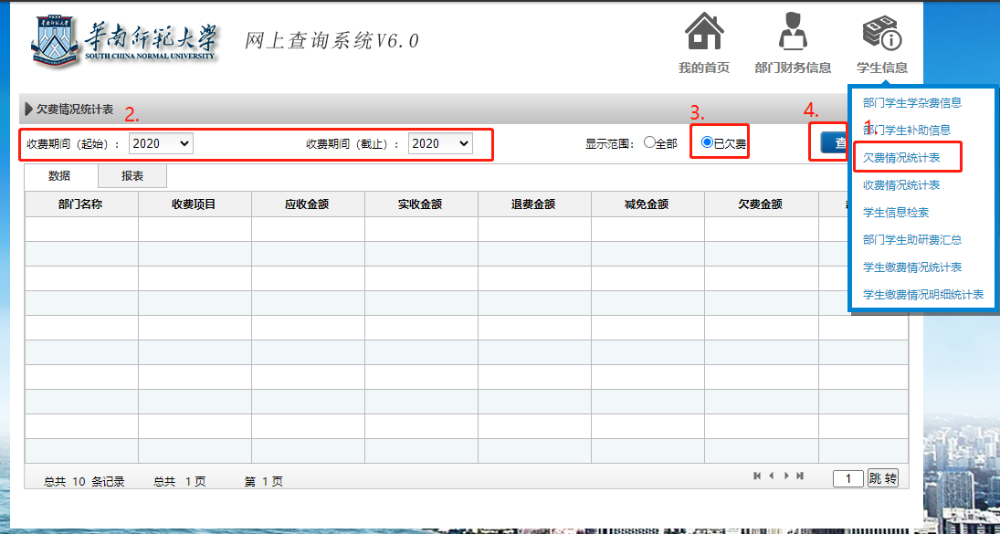 華南師範大學
SOUTH CHINA NORMAL UNIVERSITY
网上查询系统V6.0
我的首页 部门财务信息 学生信息
欠费情况统计表
2. 3. 4. 1.
收费期间（起始）： 2020 收费期间（截止）： 2020 显示范围： 全部 已欠费 查
部门学生学杂费信息
部门学生补助信息
欠费情况统计表
收费情况统计表
学生信息检索
部门学生助研费汇总
学生缴费情况统计表
学生缴费情况明细统计表
数据 报表
部门名称 收费项目 应收金额 实收金额 退费金额 减免金额 欠费金额
总共 10 条记录 总共 1 页 第 1 页 1 跳 转